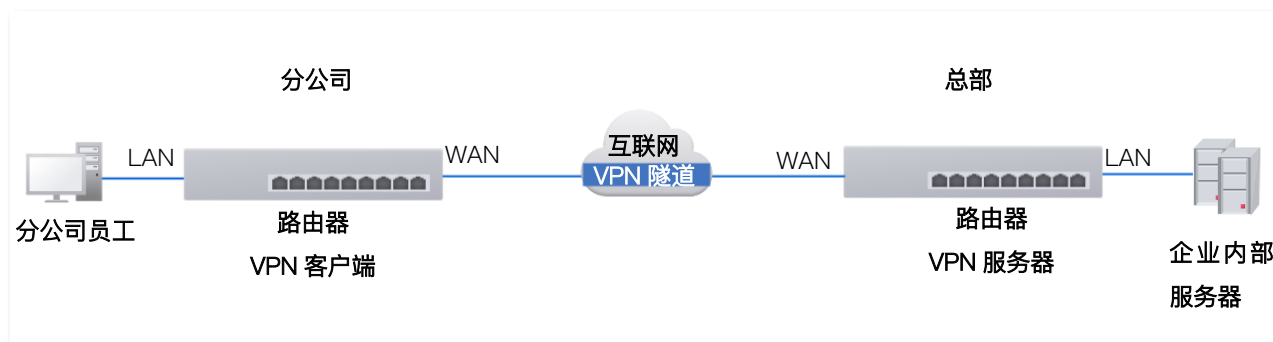 分公司
总部
互联网
VPN 隧道
LAN
WAN
WAN
LAN
分公司员工
路由器
VPN 客户端
路由器
VPN 服务器
企业内部
服务器